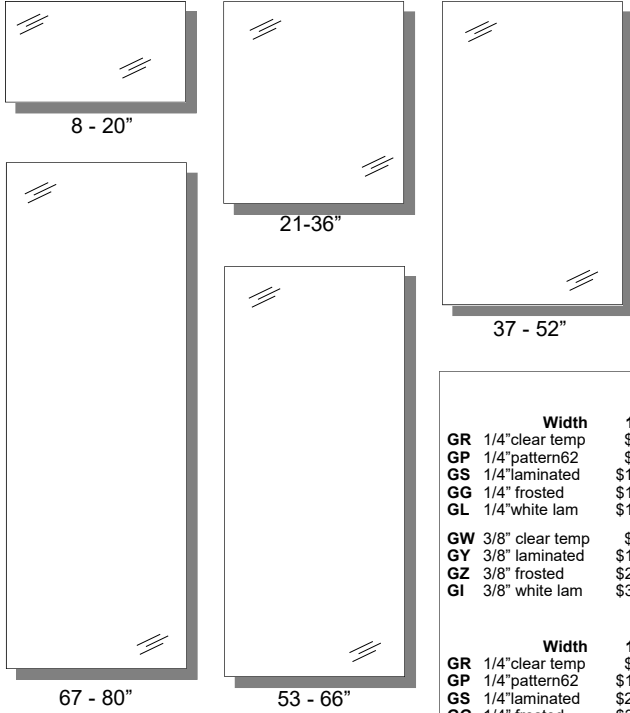 8 - 20”
21-36”
37 - 52”
67 - 80”
53 - 66”
Width
GR 1/4”clear temp
GP 1/4”pattern62
GS 1/4”laminated
GG 1/4” frosted
GL 1/4”white lam
GW 3/8” clear temp
GY 3/8” laminated
GZ 3/8” frosted
GI 3/8” white lam
Width
GR 1/4”clear temp
GP 1/4”pattern62
GS 1/4”laminated